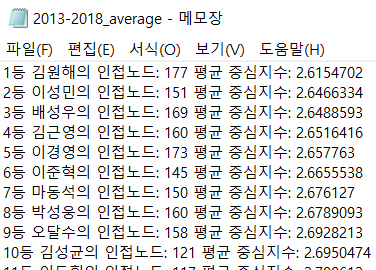 2013-2018_average - 메모장
파일(F) 편집(E) 서식(O) 보기(V) 도움말(H)
1등 김원해의 인접노드: 177 평균 중심지수: 2.6154702
2등 이성민의 인접노드: 151 평균 중심지수: 2.6466334
3등 배성우의 인접노드: 169 평균 중심지수: 2.6488593
4등 김근영의 인접노드: 160 평균 중심지수: 2.6516416
5등 이경영의 인접노드: 173 평균 중심지수: 2.657763
6등 이준혁의 인접노드: 145 평균 중심지수: 2.6655538
7등 마동석의 인접노드: 150 평균 중심지수: 2.676127
8등 박성웅의 인접노드: 160 평균 중심지수: 2.6789093
9등 오달수의 인접노드: 158 평균 중심지수: 2.6928213
10등 김성균의 인접노드: 121 평균 중심지수: 2.6950474